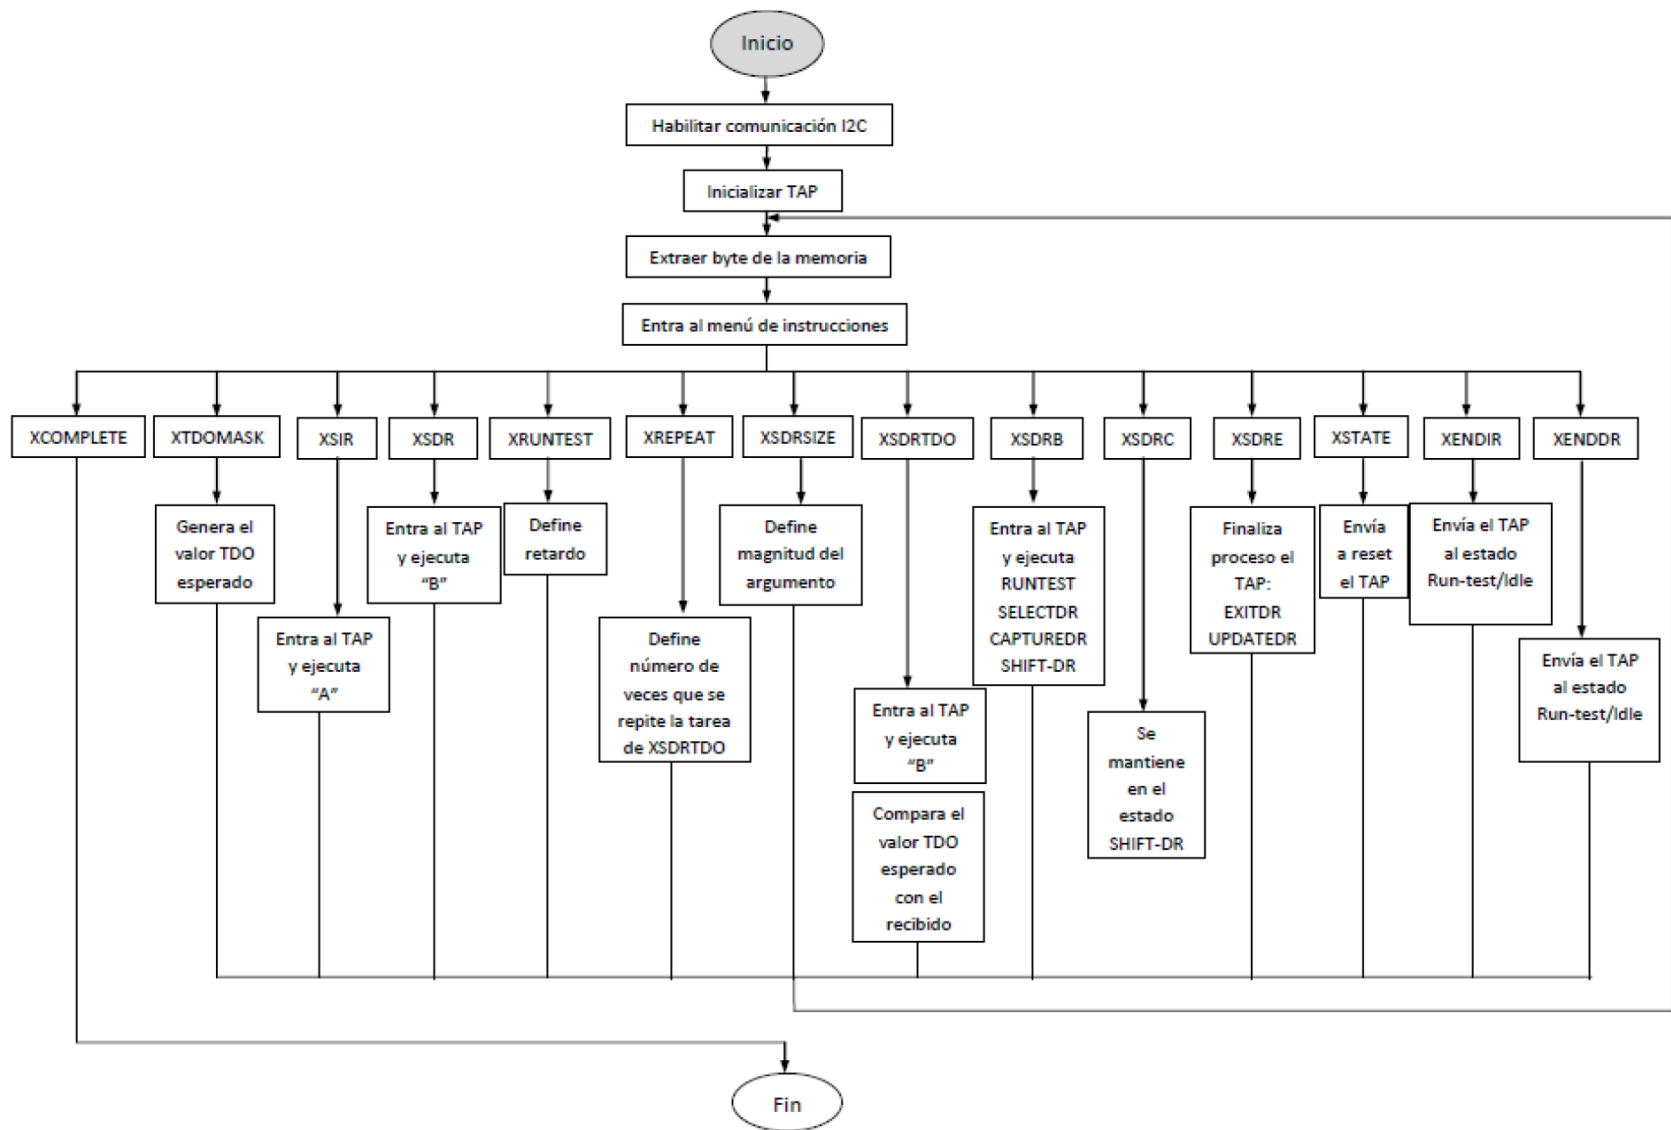 Inicio
Habilitar comunicación I2C
Inicializar TAP
Extraer byte de la memoria
Entra al menú de instrucciones
XCOMPLETE
XTDOMASK
XSIR
XSDR
XRUNTEST
XREPEAT
XSDRSIZE
XSDRTDO
XSDRB
XSDRC
XSDRE
XSTATE
XENDIR
XENDDR
Genera el
valor TDO
esperado
Entra al TAP
y ejecuta
“A”
Entra al TAP
y ejecuta
“B”
Define
retardo
Define
número de
veces que se
repite la tarea
de XSDRTDO
Define
magnitud del
argumento
Entra al TAP
y ejecuta
“B”
Compara el
valor TDO
esperado
con el
recibido
Entra al TAP
y ejecuta
RUNTEST
SELECTDR
CAPTUREDR
SHIFT-DR
Se
mantiene
en el
estado
SHIFT-DR
Finaliza
proceso el
TAP:
EXITDR
UPDATEDR
Envía
a reset
el TAP
Envía el TAP
al estado
Run-test/Idle
Envía el TAP
al estado
Run-test/Idle
Fin